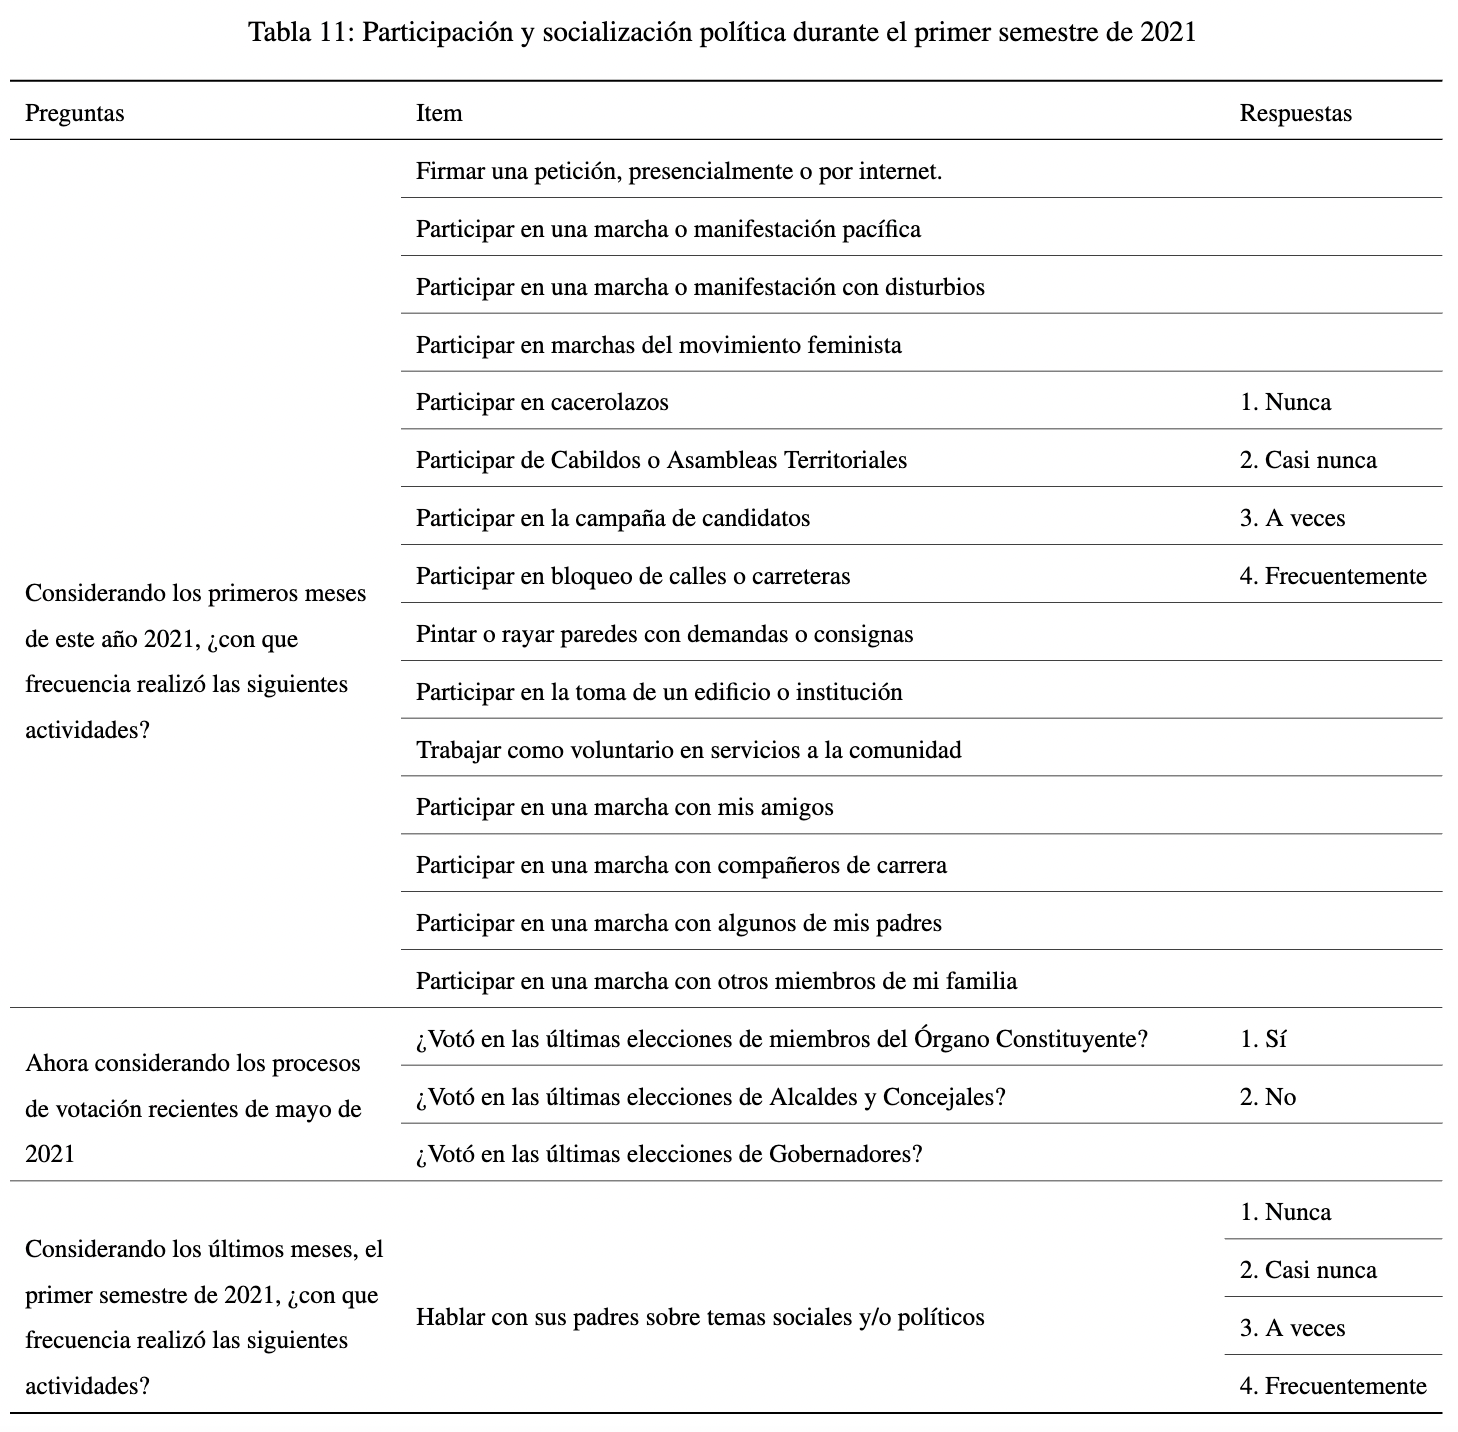 Tabla 11: Participación y socialización política durante el primer semestre de 2021
Preguntas Item Respuestas
Considerando los primeros meses
de este año 2021, ¿con que
frecuencia realizó las siguientes
actividades?
Firmar una petición, presencialmente o por internet.
Participar en una marcha o manifestación pacífica
Participar en una marcha o manifestación con disturbios
Participar en marchas del movimiento feminista
Participar en cacerolazos 1. Nunca
Participar de Cabildos o Asambleas Territoriales 2. Casi nunca
Participar en la campaña de candidatos 3. A veces
Participar en bloqueo de calles o carreteras 4. Frecuentemente
Pintar o rayar paredes con demandas o consignas
Participar en la toma de un edificio o institución
Trabajar como voluntario en servicios a la comunidad
Participar en una marcha con mis amigos
Participar en una marcha con compañeros de carrera
Participar en una marcha con algunos de mis padres
Participar en una marcha con otros miembros de mi familia
Ahora considerando los procesos
de votación recientes de mayo de
2021
¿Votó en las últimas elecciones de miembros del Órgano Constituyente? 1. Sí
¿Votó en las últimas elecciones de Alcaldes y Concejales? 2. No
¿Votó en las últimas elecciones de Gobernadores?
Considerando los últimos meses, el
primer semestre de 2021, ¿con que
frecuencia realizó las siguientes
actividades?
Hablar con sus padres sobre temas sociales y/o políticos
1. Nunca
2. Casi nunca
3. A veces
4. Frecuentemente